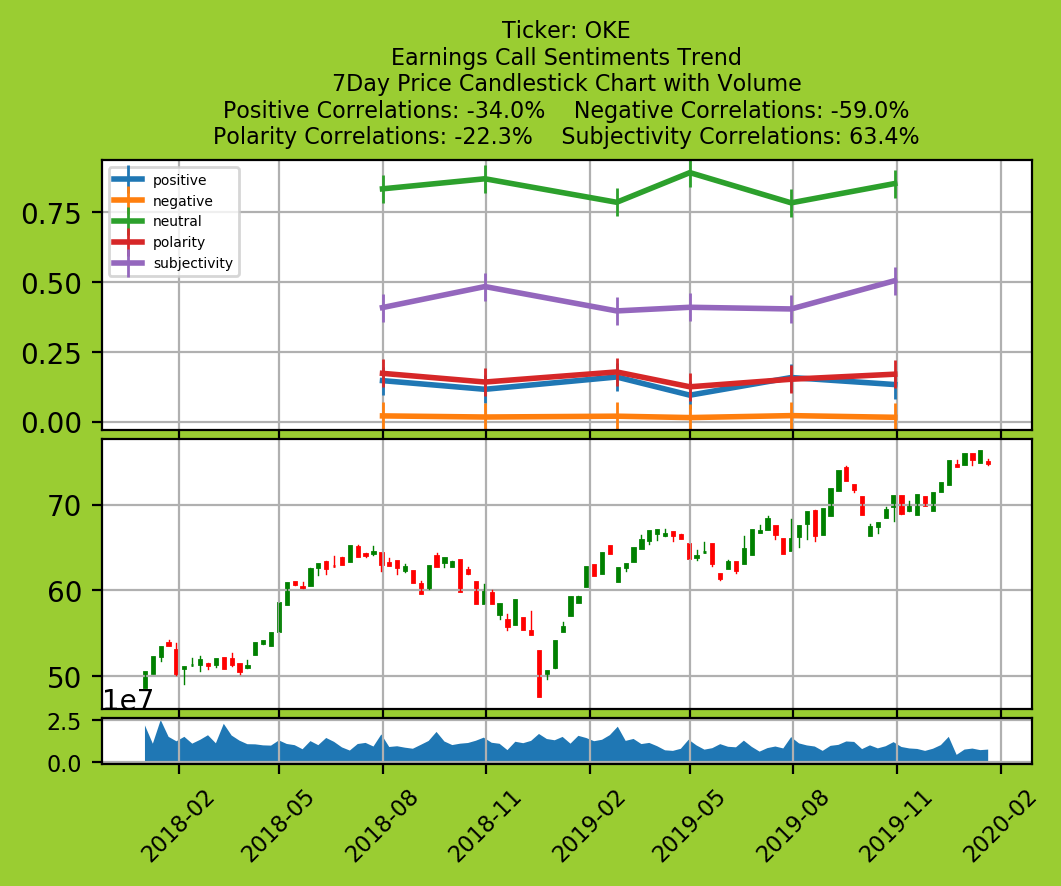 Ticker: OKE
Earnings Call Sentiments Trend
7Day Price Candlestick Chart with Volume
Positive Correlations: -34.0%    Negative Correlations: -59.0%
Polarity Correlations: -22.3%    Subjectivity Correlations: 63.4%
positive
negative
neutral
polarity
subjectivity
0.75
0.50
0.25
0.00
70
60
50
1e7
2.5
0.0
2018-02
2018-05
2018-08
2018-11
2019-02
2019-05
2019-08
2019-11
2020-02